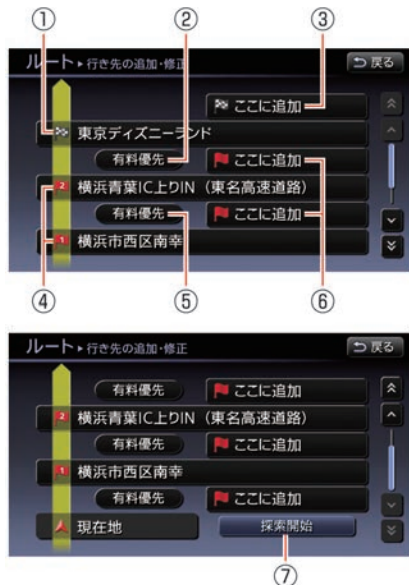 ① ② ③
ルート▶行き先の追加・修正 戻る
ここに追加
東京ディズニーランド
有料優先 ここに追加
2 横浜青葉IC上りIN（東名高速道路）
有料優先 ここに追加
1 横浜市西区南幸
④ ⑤ ⑥
ルート▶行き先の追加・修正 戻る
有料優先 ここに追加
2 横浜青葉IC上りIN（東名高速道路）
有料優先 ここに追加
1 横浜市西区南幸
有料優先 ここに追加
現在地 探索開始
⑦